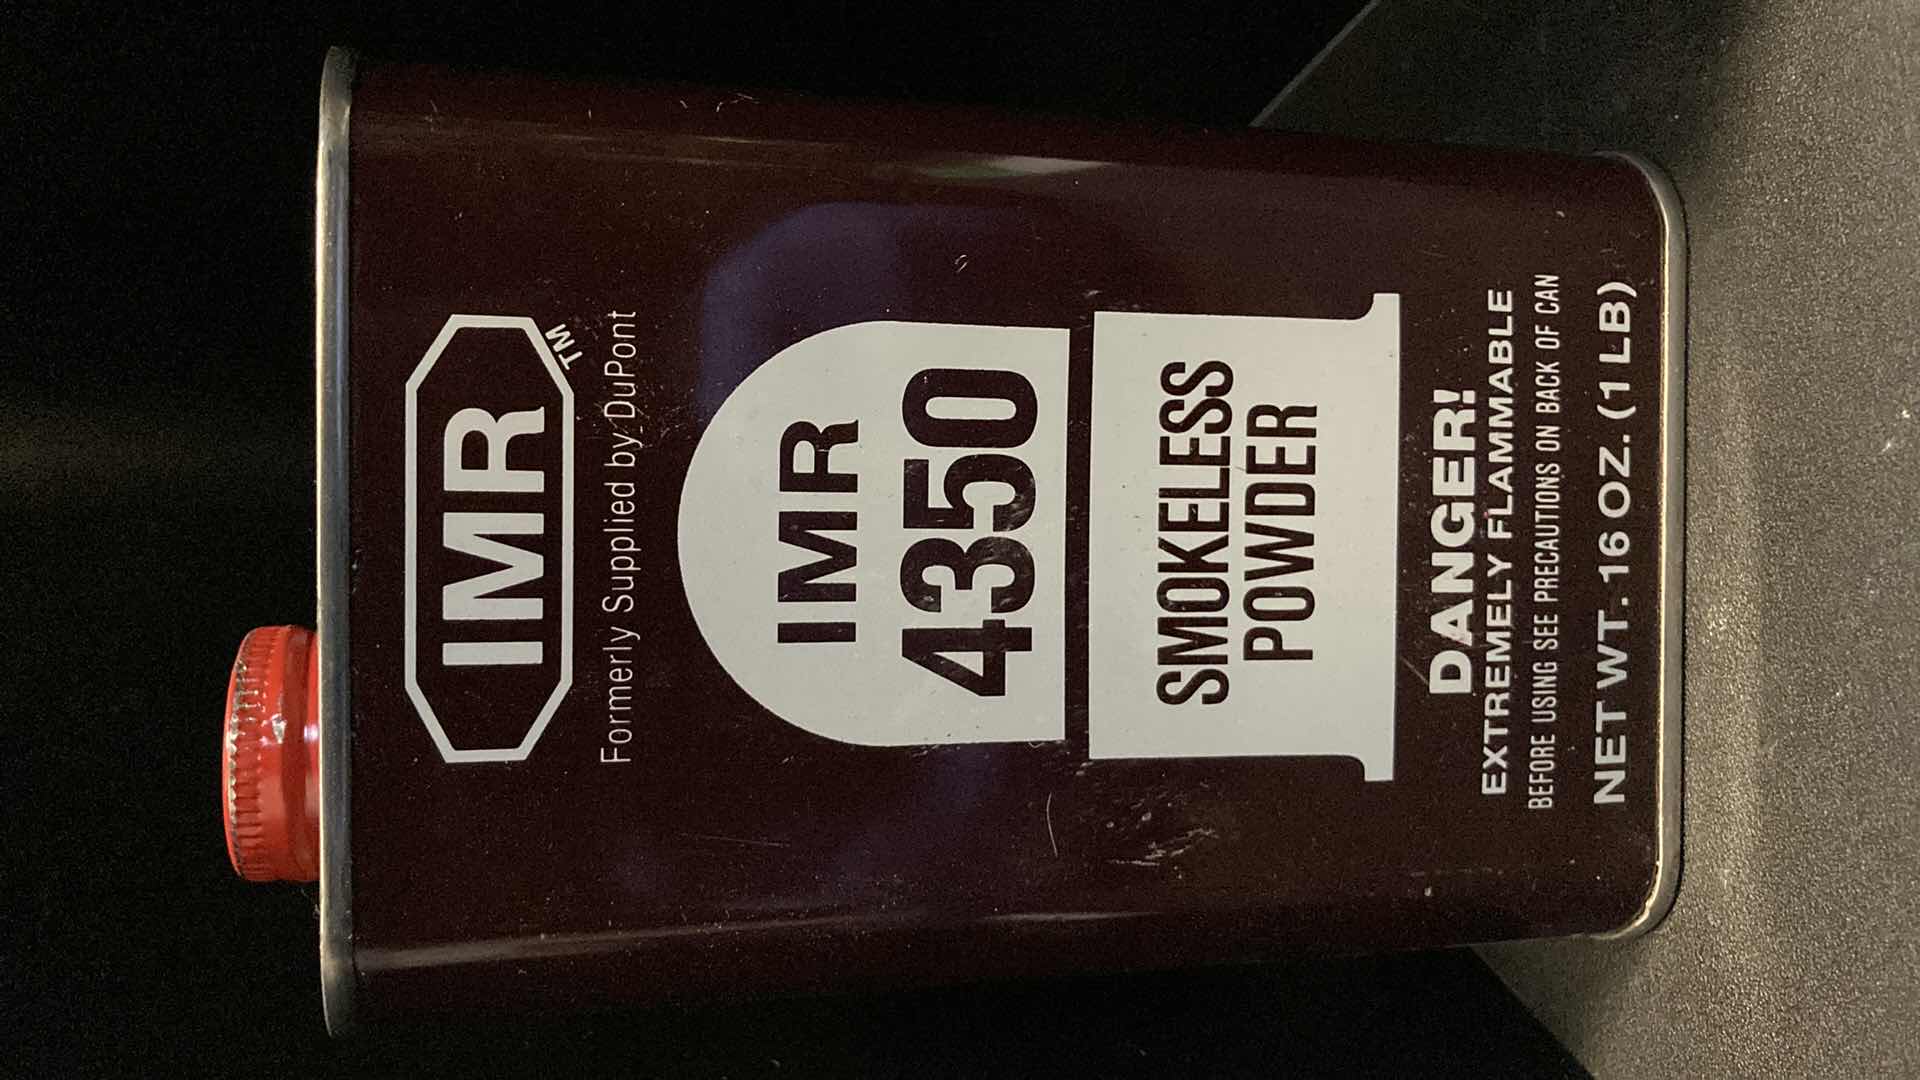 IMR TM
Formerly Supplied by DuPont
IMR
4350
SMOKELESS
POWDER
DANGER!
EXTREMELY FLAMMABLE
BEFORE USING SEE PRECAUTIONS ON BACK OF CAN
NET WT. 16 OZ. (1 LB)